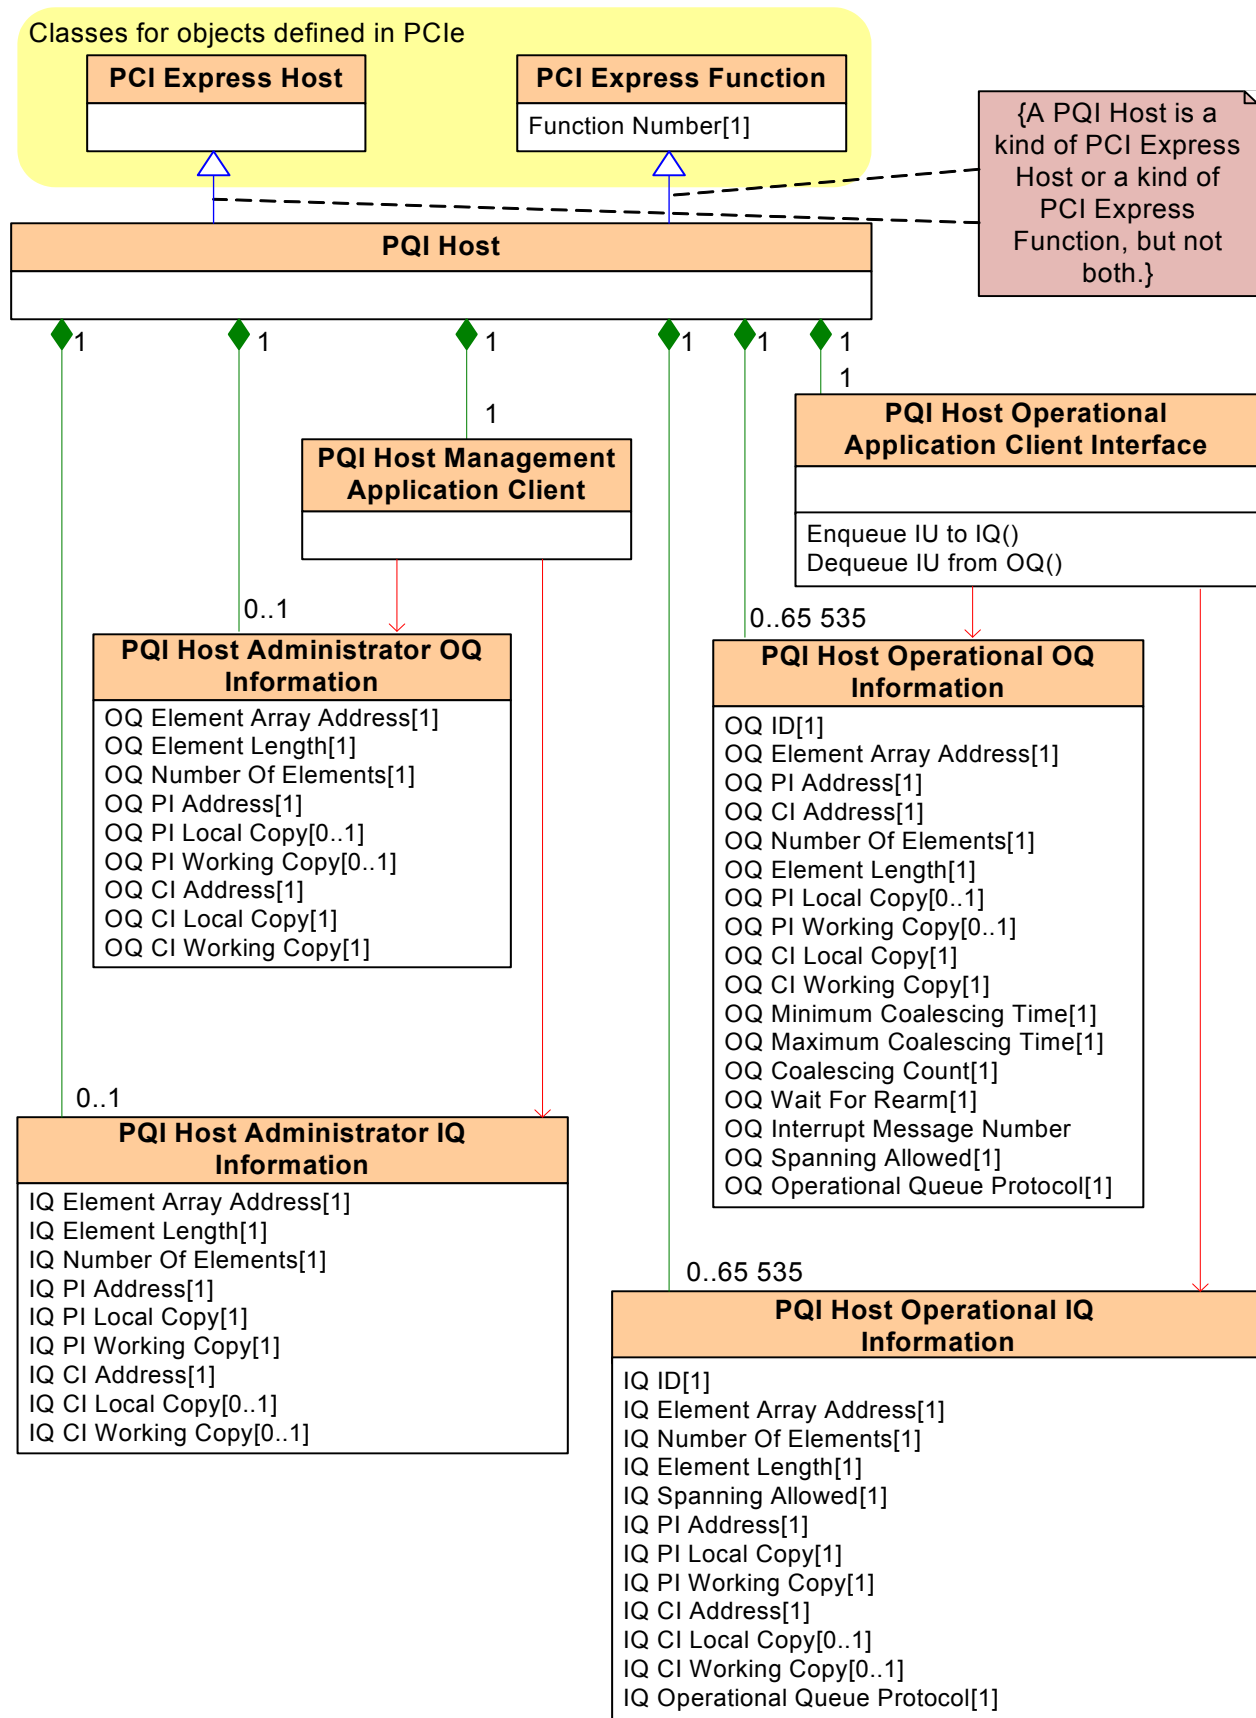 Classes for objects defined in PCIe
PCI Express Host
PCI Express Function
Function Number[1]
{A PQI Host is a
kind of PCI Express
Host or a kind of
PCI Express
Function, but not
both.}
PQI Host
1
1
1
1
1
1
1
1
PQI Host Management
Application Client
PQI Host Operational
Application Client Interface
Enqueue IU to IQ()
Dequeue IU from OQ()
0..1
PQI Host Administrator OQ
Information
OQ Element Array Address[1]
OQ Element Length[1]
OQ Number Of Elements[1]
OQ PI Address[1]
OQ PI Local Copy[0..1]
OQ PI Working Copy[0..1]
OQ CI Address[1]
OQ CI Local Copy[1]
OQ CI Working Copy[1]
0..65 535
PQI Host Operational OQ
Information
OQ ID[1]
OQ Element Array Address[1]
OQ PI Address[1]
OQ CI Address[1]
OQ Number Of Elements[1]
OQ Element Length[1]
OQ PI Local Copy[0..1]
OQ PI Working Copy[0..1]
OQ CI Local Copy[1]
OQ CI Working Copy[1]
OQ Minimum Coalescing Time[1]
OQ Maximum Coalescing Time[1]
OQ Coalescing Count[1]
OQ Wait For Rearm[1]
OQ Interrupt Message Number
OQ Spanning Allowed[1]
OQ Operational Queue Protocol[1]
0..1
PQI Host Administrator IQ
Information
IQ Element Array Address[1]
IQ Element Length[1]
IQ Number Of Elements[1]
IQ PI Address[1]
IQ PI Local Copy[1]
IQ PI Working Copy[1]
IQ CI Address[1]
IQ CI Local Copy[0..1]
IQ CI Working Copy[0..1]
0..65 535
PQI Host Operational IQ
Information
IQ ID[1]
IQ Element Array Address[1]
IQ Number Of Elements[1]
IQ Element Length[1]
IQ Spanning Allowed[1]
IQ PI Address[1]
IQ PI Local Copy[1]
IQ PI Working Copy[1]
IQ CI Address[1]
IQ CI Local Copy[0..1]
IQ CI Working Copy[0..1]
IQ Operational Queue Protocol[1]